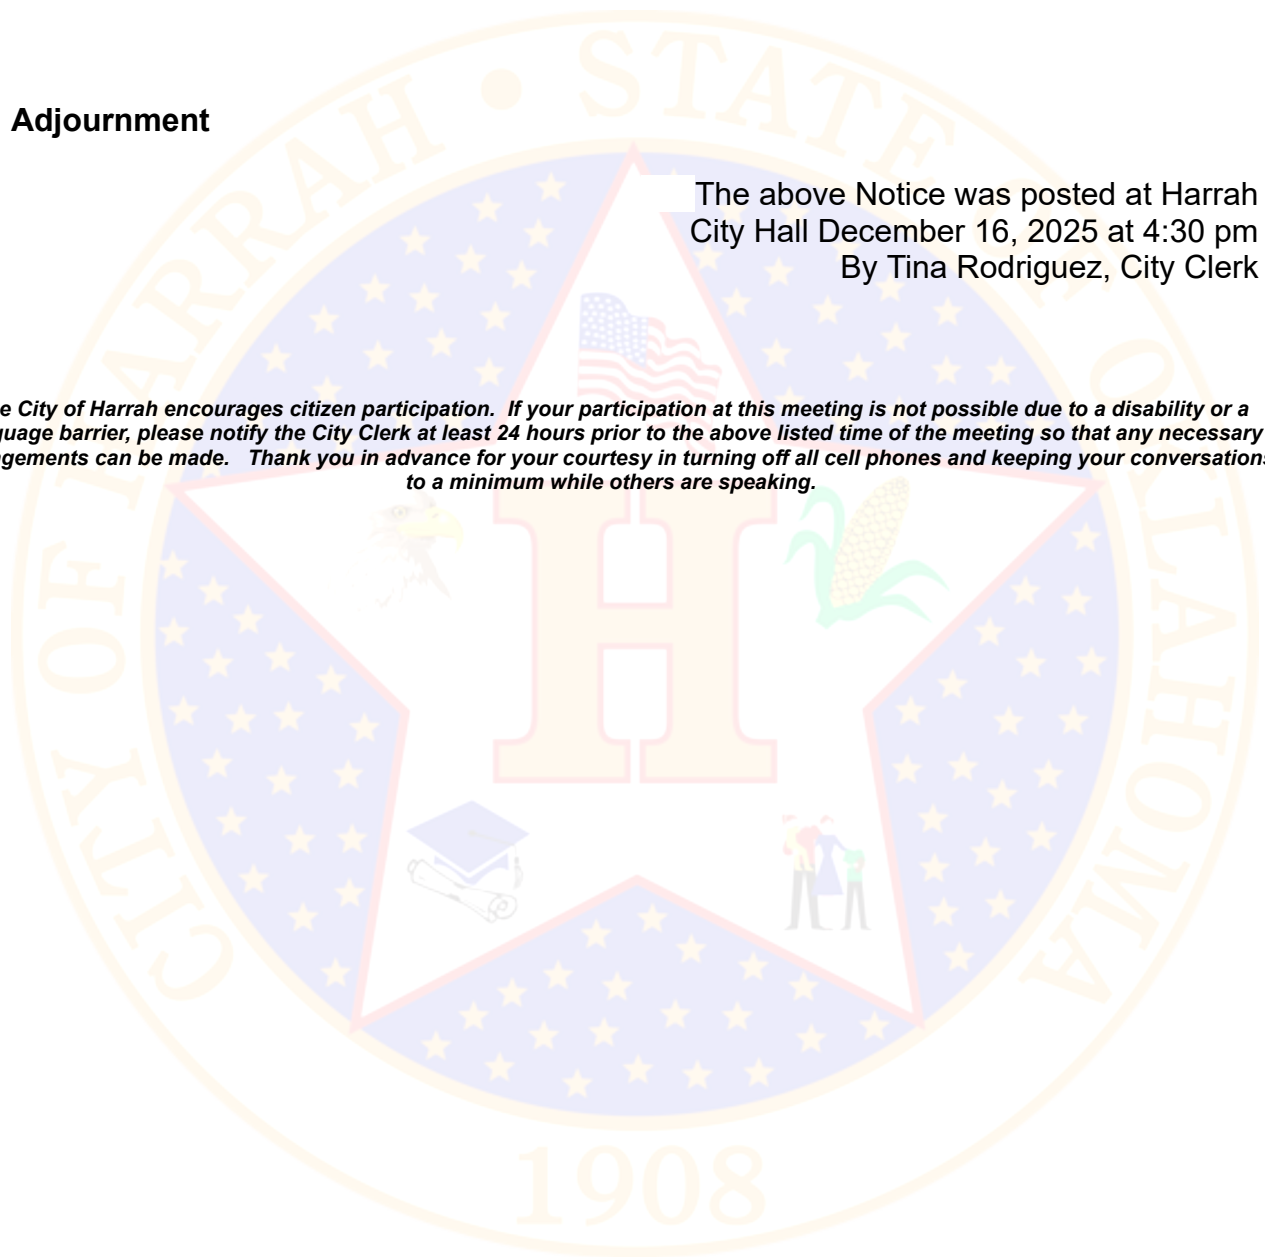 Adjournment
The above Notice was posted at Harrah
City Hall December 16, 2025 at 4:30 pm
By Tina Rodriguez, City Clerk
City of Harrah encourages citizen participation.  If your participation at this meeting is not possible due to a disability or a
barrier, please notify the City Clerk at least 24 hours prior to the above listed time of the meeting so that any necessary
can be made.   Thank you in advance for your courtesy in turning off all cell phones and keeping your conversations
to a minimum while others are speaking.
CITY OF HARRAH • STATE OF OKLAHOMA
H
1908